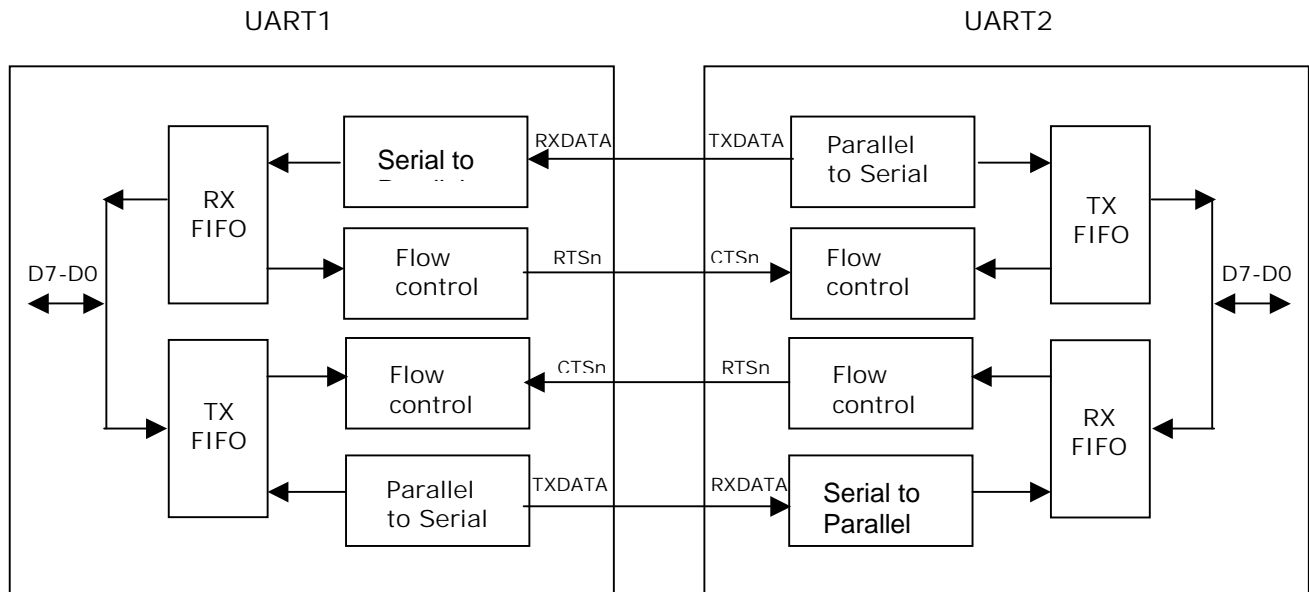 UART1
UART2
RXDATA
TXDATA
Serial to
Parallel
to Serial
RX
FIFO
TX
FIFO
Flow
control
RTSn
CTSn
Flow
control
D7-D0
D7-D0
TX
FIFO
Flow
control
CTSn
RTSn
Flow
control
RX
FIFO
Parallel
to Serial
TXDATA
RXDATA
Serial to
Parallel